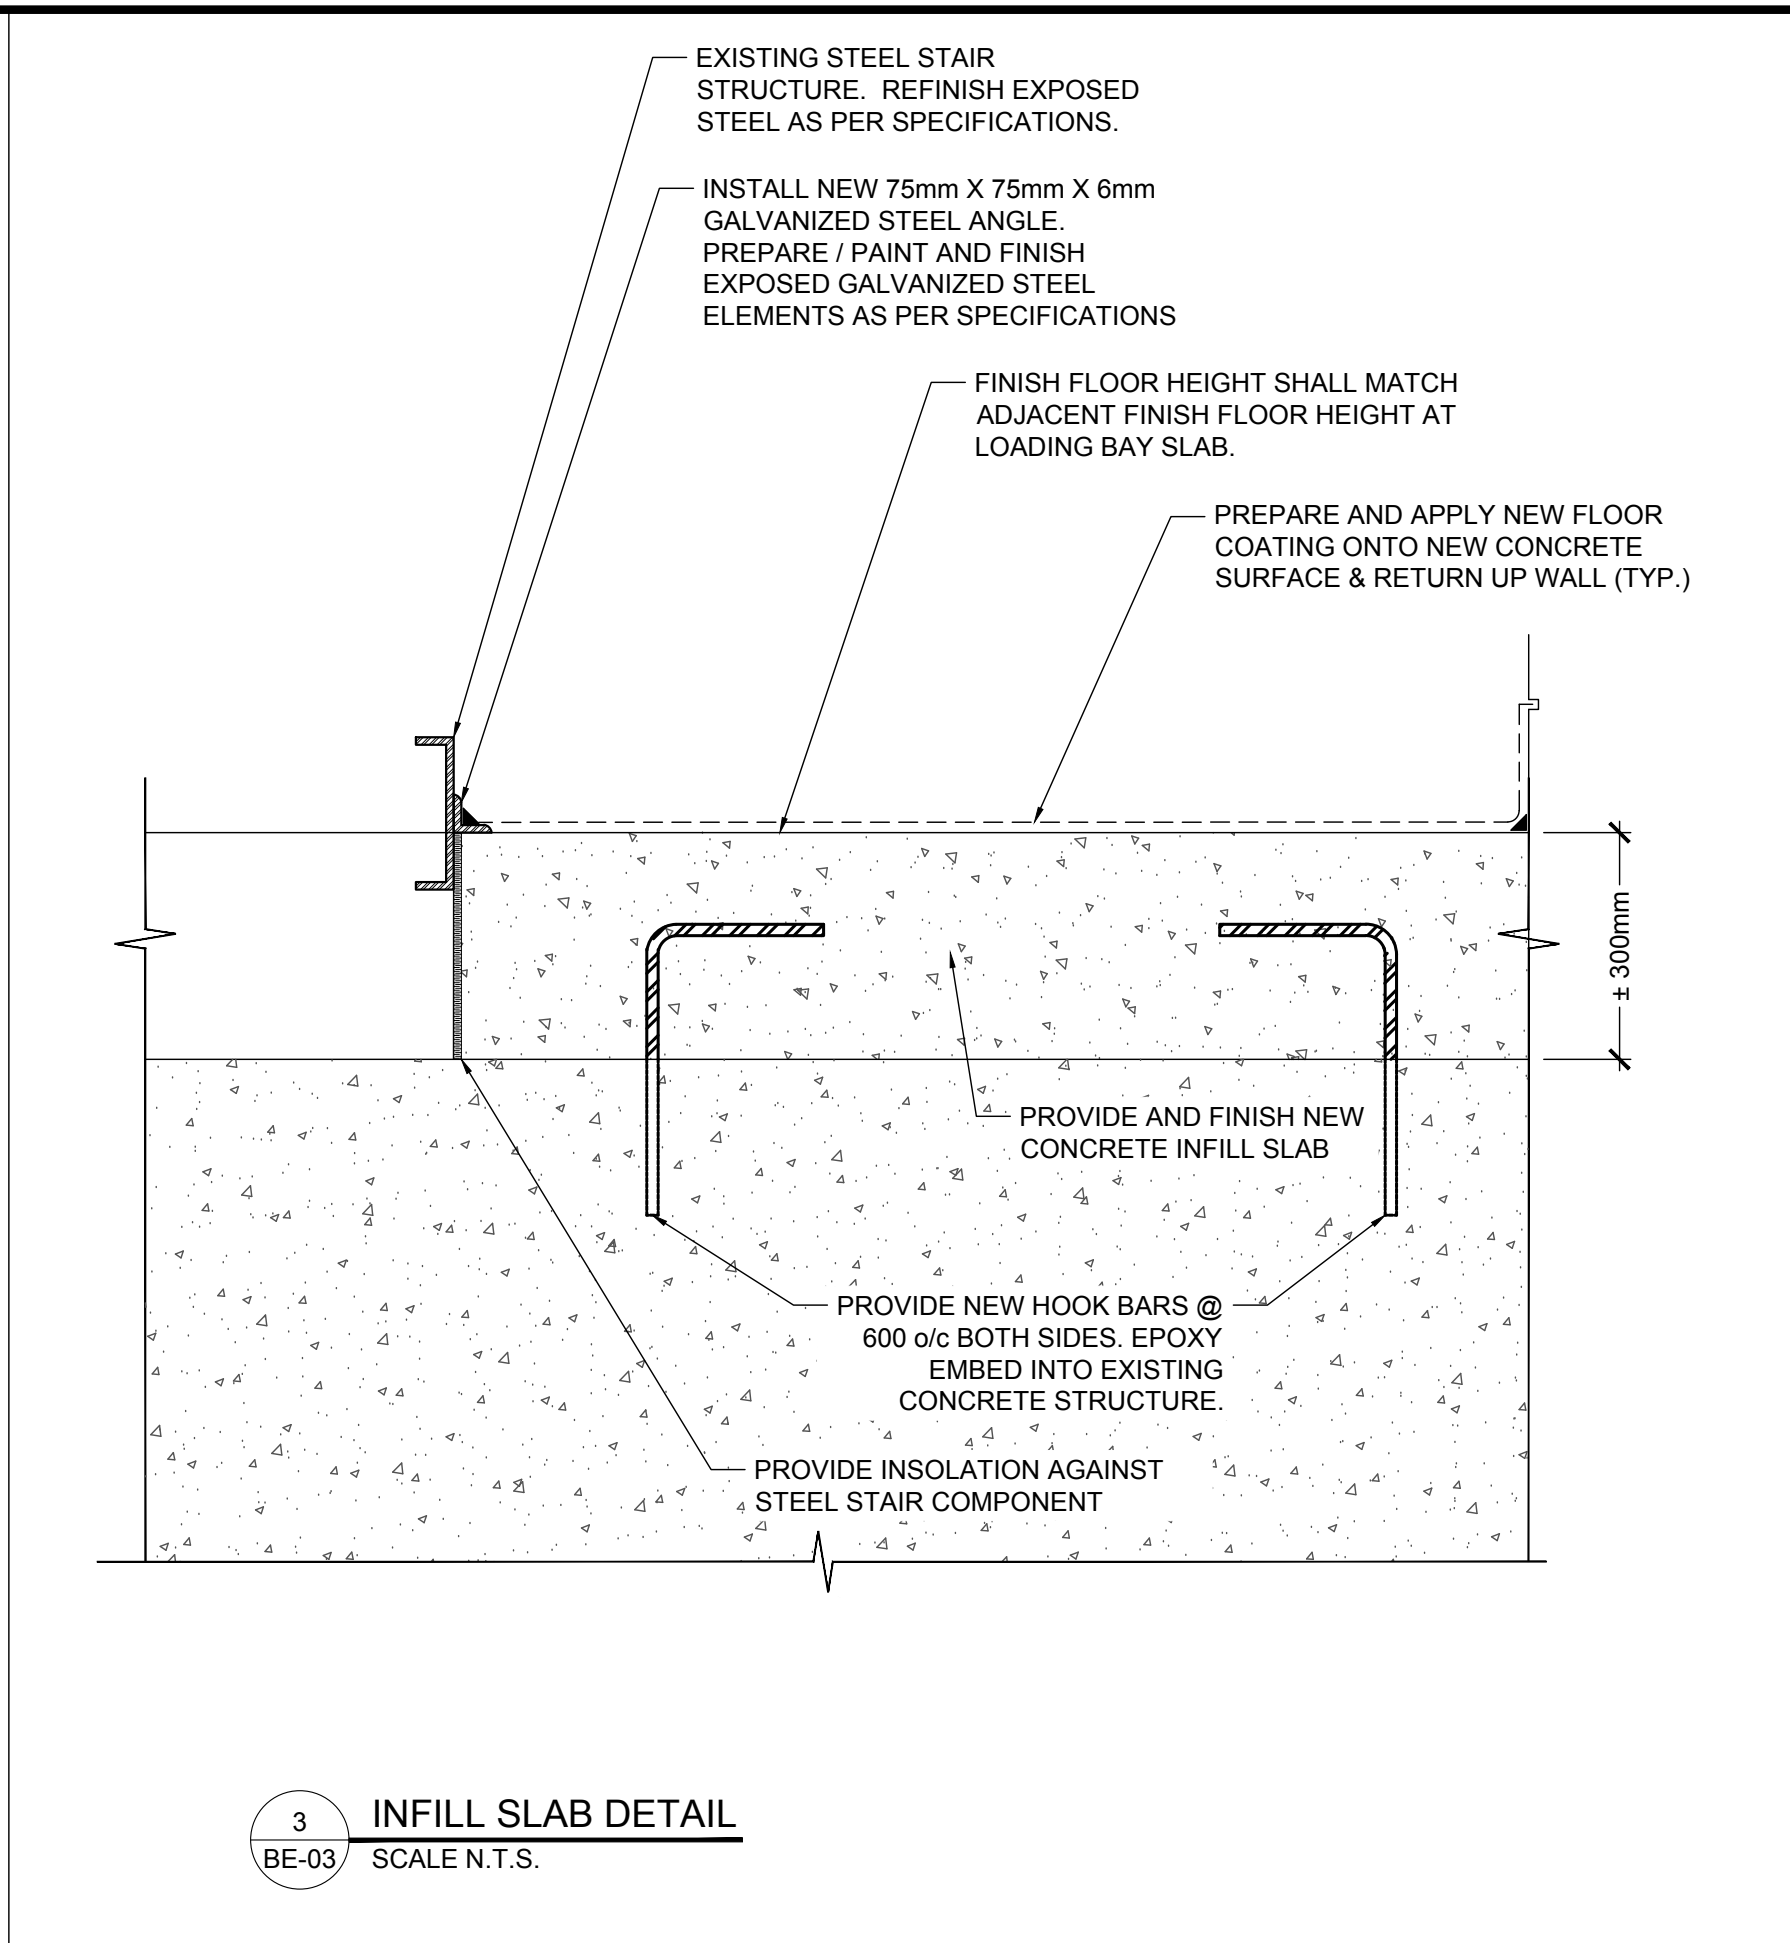 EXISTING STEEL STAIR
STRUCTURE.  REFINISH EXPOSED
STEEL AS PER SPECIFICATIONS.
INSTALL NEW 75mm X 75mm X 6mm
GALVANIZED STEEL ANGLE.
PREPARE / PAINT AND FINISH
EXPOSED GALVANIZED STEEL
ELEMENTS AS PER SPECIFICATIONS
FINISH FLOOR HEIGHT SHALL MATCH
ADJACENT FINISH FLOOR HEIGHT AT
LOADING BAY SLAB.
PREPARE AND APPLY NEW FLOOR
COATING ONTO NEW CONCRETE
SURFACE & RETURN UP WALL (TYP.)
± 300mm
PROVIDE AND FINISH NEW
CONCRETE INFILL SLAB
PROVIDE NEW HOOK BARS @
600 o/c BOTH SIDES. EPOXY
EMBED INTO EXISTING
CONCRETE STRUCTURE.
PROVIDE INSOLATION AGAINST
STEEL STAIR COMPONENT
3
BE-03
INFILL SLAB DETAIL
SCALE N.T.S.